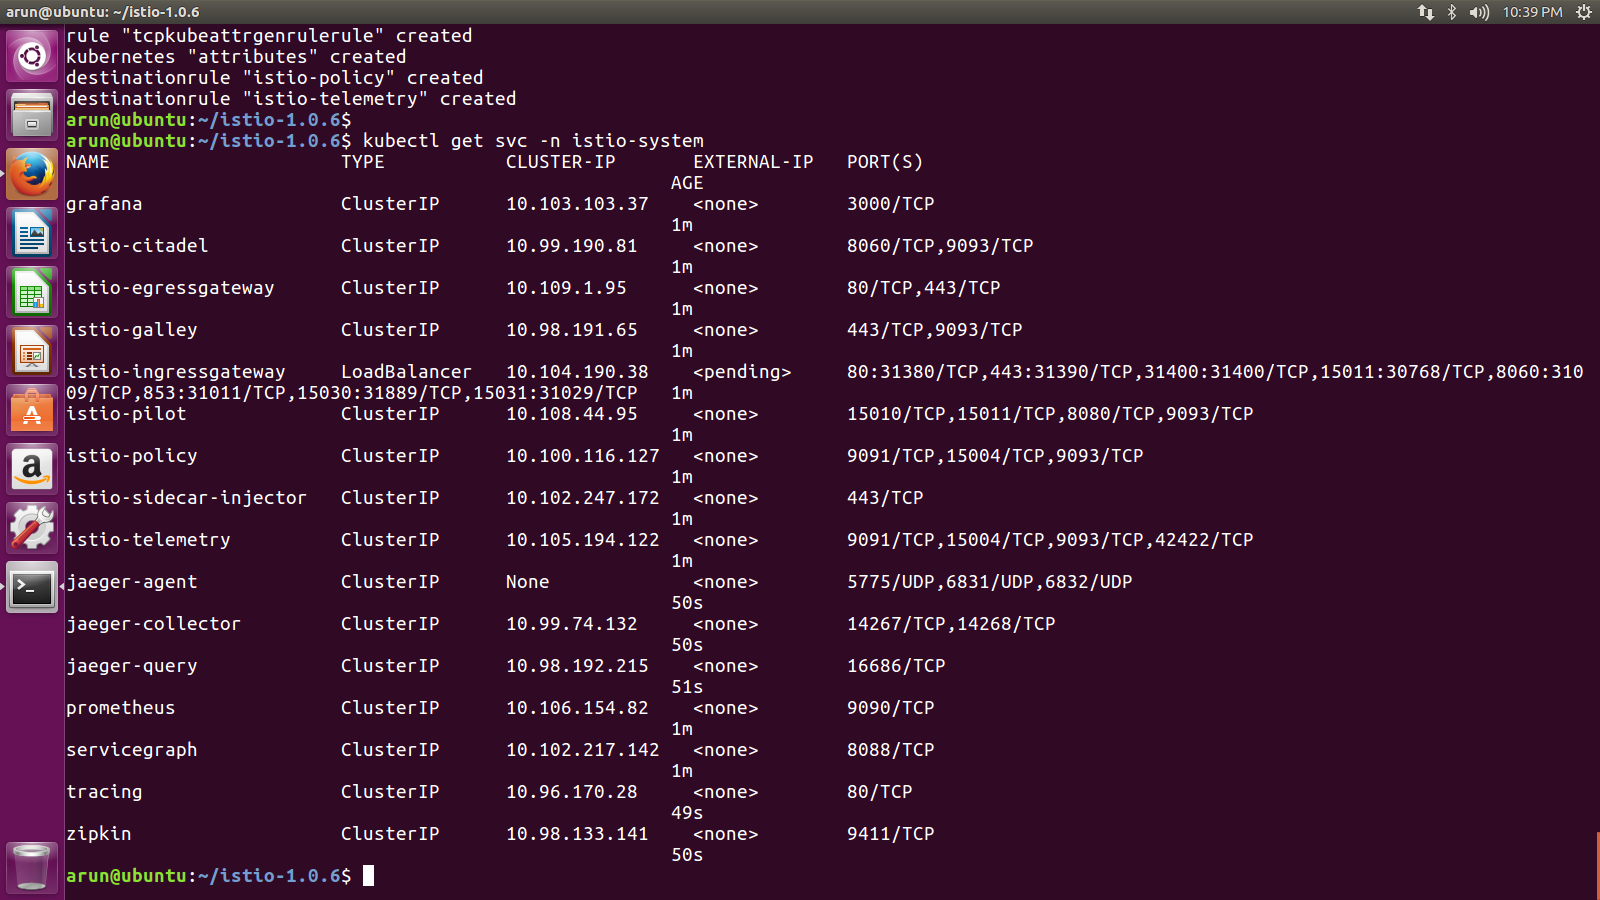 arun@ubuntu: ~/istio-1.0.6
10:39 PM
rule "tcpkubeattrgenrulerule" created
kubernetes "attributes" created
destinationrule "istio-policy" created
destinationrule "istio-telemetry" created
arun@ubuntu:~/istio-1.0.6$
arun@ubuntu:~/istio-1.0.6$ kubectl get svc -n istio-system
NAME TYPE CLUSTER-IP EXTERNAL-IP PORT(S)
AGE
grafana ClusterIP 10.103.103.37 <none> 3000/TCP
1m
istio-citadel ClusterIP 10.99.190.81 <none> 8060/TCP,9093/TCP
1m
istio-egressgateway ClusterIP 10.109.1.95 <none> 80/TCP,443/TCP
1m
istio-galley ClusterIP 10.98.191.65 <none> 443/TCP,9093/TCP
1m
istio-ingressgateway LoadBalancer 10.104.190.38 <pending> 80:31380/TCP,443:31390/TCP,31400:31400/TCP,15011:30768/TCP,8060:310
09/TCP,853:31011/TCP,15030:31889/TCP,15031:31029/TCP 1m
istio-pilot ClusterIP 10.108.44.95 <none> 15010/TCP,15011/TCP,8080/TCP,9093/TCP
1m
istio-policy ClusterIP 10.100.116.127 <none> 9091/TCP,15004/TCP,9093/TCP
1m
istio-sidecar-injector ClusterIP 10.102.247.172 <none> 443/TCP
1m
istio-telemetry ClusterIP 10.105.194.122 <none> 9091/TCP,15004/TCP,9093/TCP,42422/TCP
1m
jaeger-agent ClusterIP None <none> 5775/UDP,6831/UDP,6832/UDP
50s
jaeger-collector ClusterIP 10.99.74.132 <none> 14267/TCP,14268/TCP
50s
jaeger-query ClusterIP 10.98.192.215 <none> 16686/TCP
51s
prometheus ClusterIP 10.106.154.82 <none> 9090/TCP
1m
servicegraph ClusterIP 10.102.217.142 <none> 8088/TCP
1m
tracing ClusterIP 10.96.170.28 <none> 80/TCP
49s
zipkin ClusterIP 10.98.133.141 <none> 9411/TCP
50s
arun@ubuntu:~/istio-1.0.6$